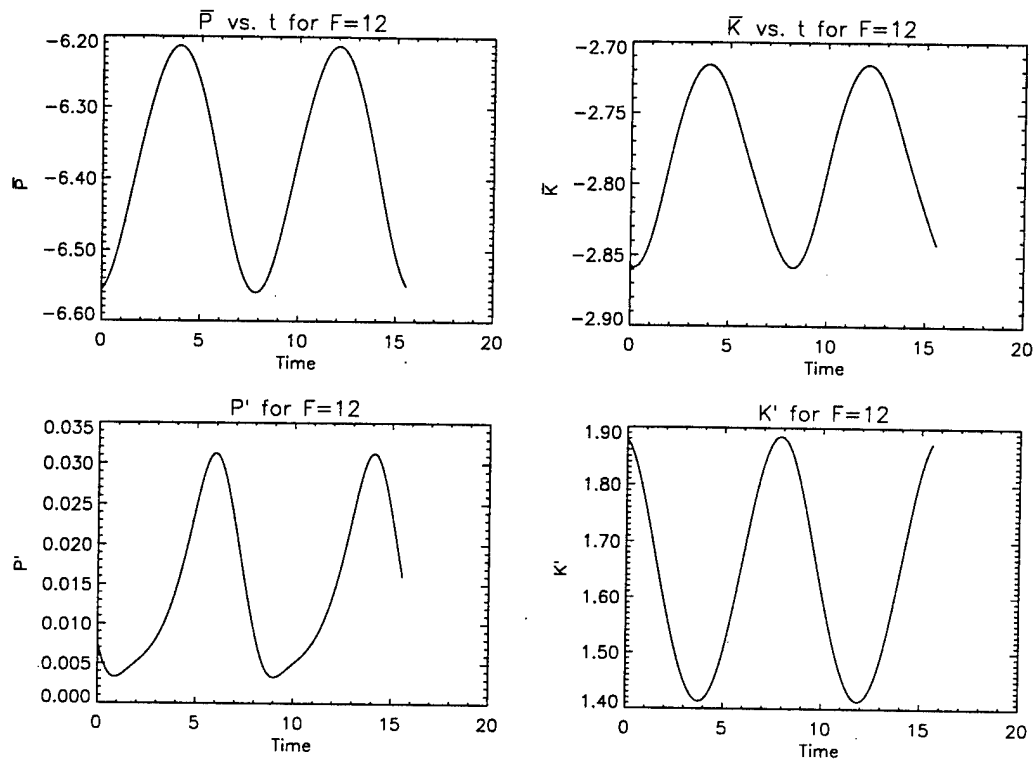 P̅ vs. t for F=12
-6.20
-6.30
-6.40
-6.50
-6.60
P̅
0 5 10 15 20
Time
K̅ vs. t for F=12
-2.70
-2.75
-2.80
-2.85
-2.90
K̅
0 5 10 15 20
Time
P' for F=12
0.035
0.030
0.025
0.020
0.015
0.010
0.005
0.000
P'
0 5 10 15 20
Time
K' for F=12
1.90
1.80
1.70
1.60
1.50
1.40
K'
0 5 10 15 20
Time